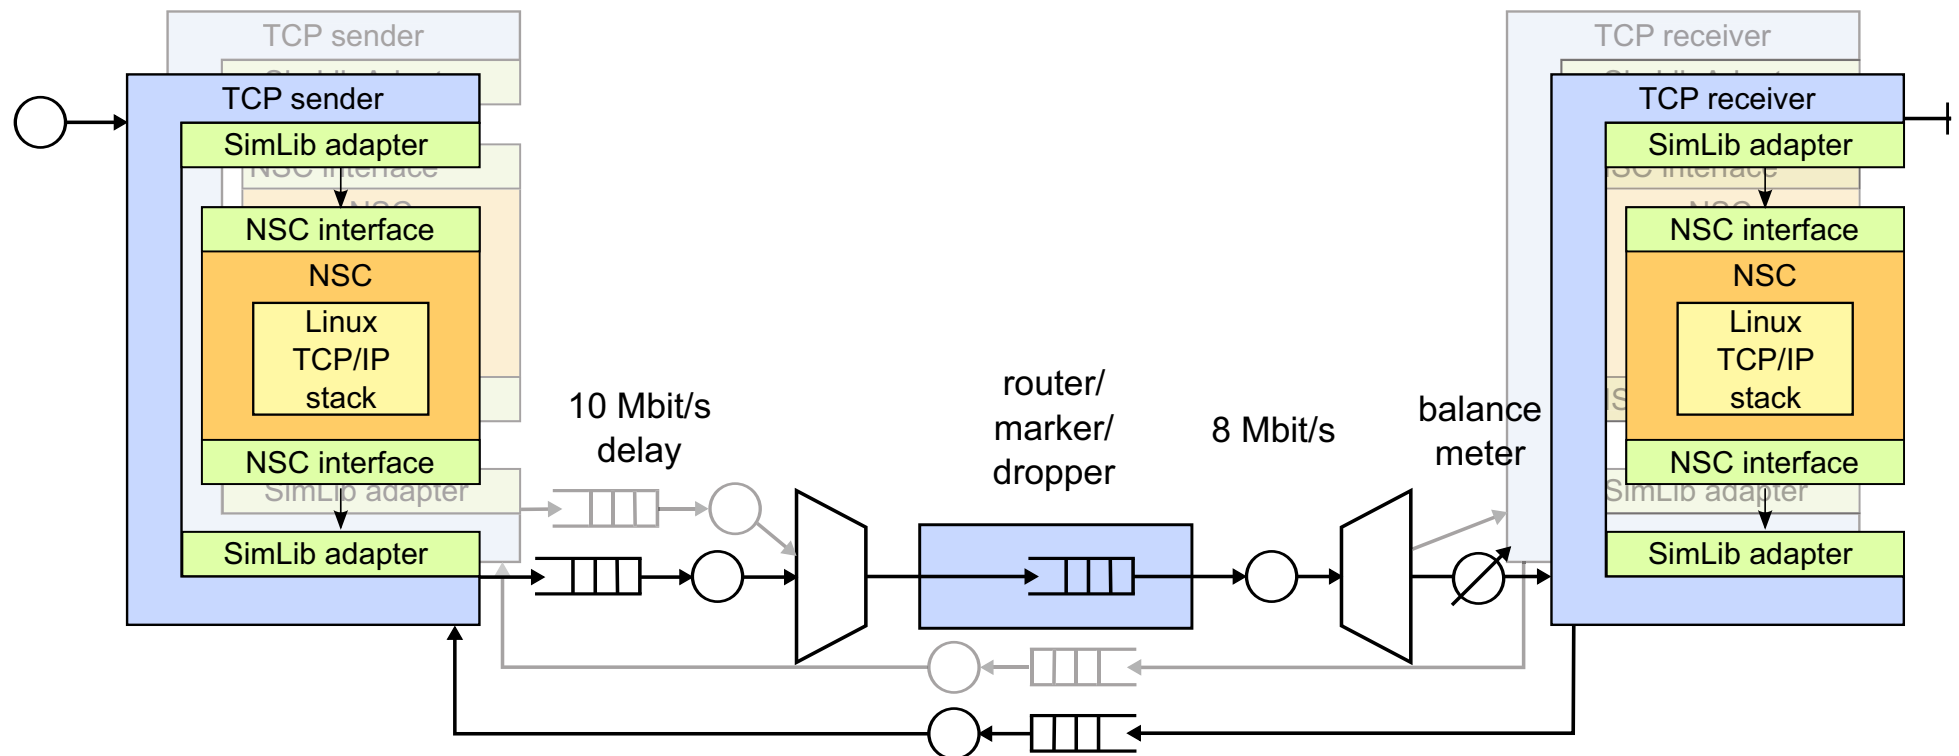 TCP sender
TCP receiver
TCP sender
SimLib adapter
NSC interface
NSC interface
NSC
Linux
TCP/IP
stack
NSC interface
SimLib adapter
SimLib adapter
10 Mbit/s
delay
router/
marker/
dropper
8 Mbit/s
balance
meter
TCP receiver
SimLib adapter
NSC interface
NSC
Linux
TCP/IP
stack
NSC interface
SimLib adapter
SimLib adapter